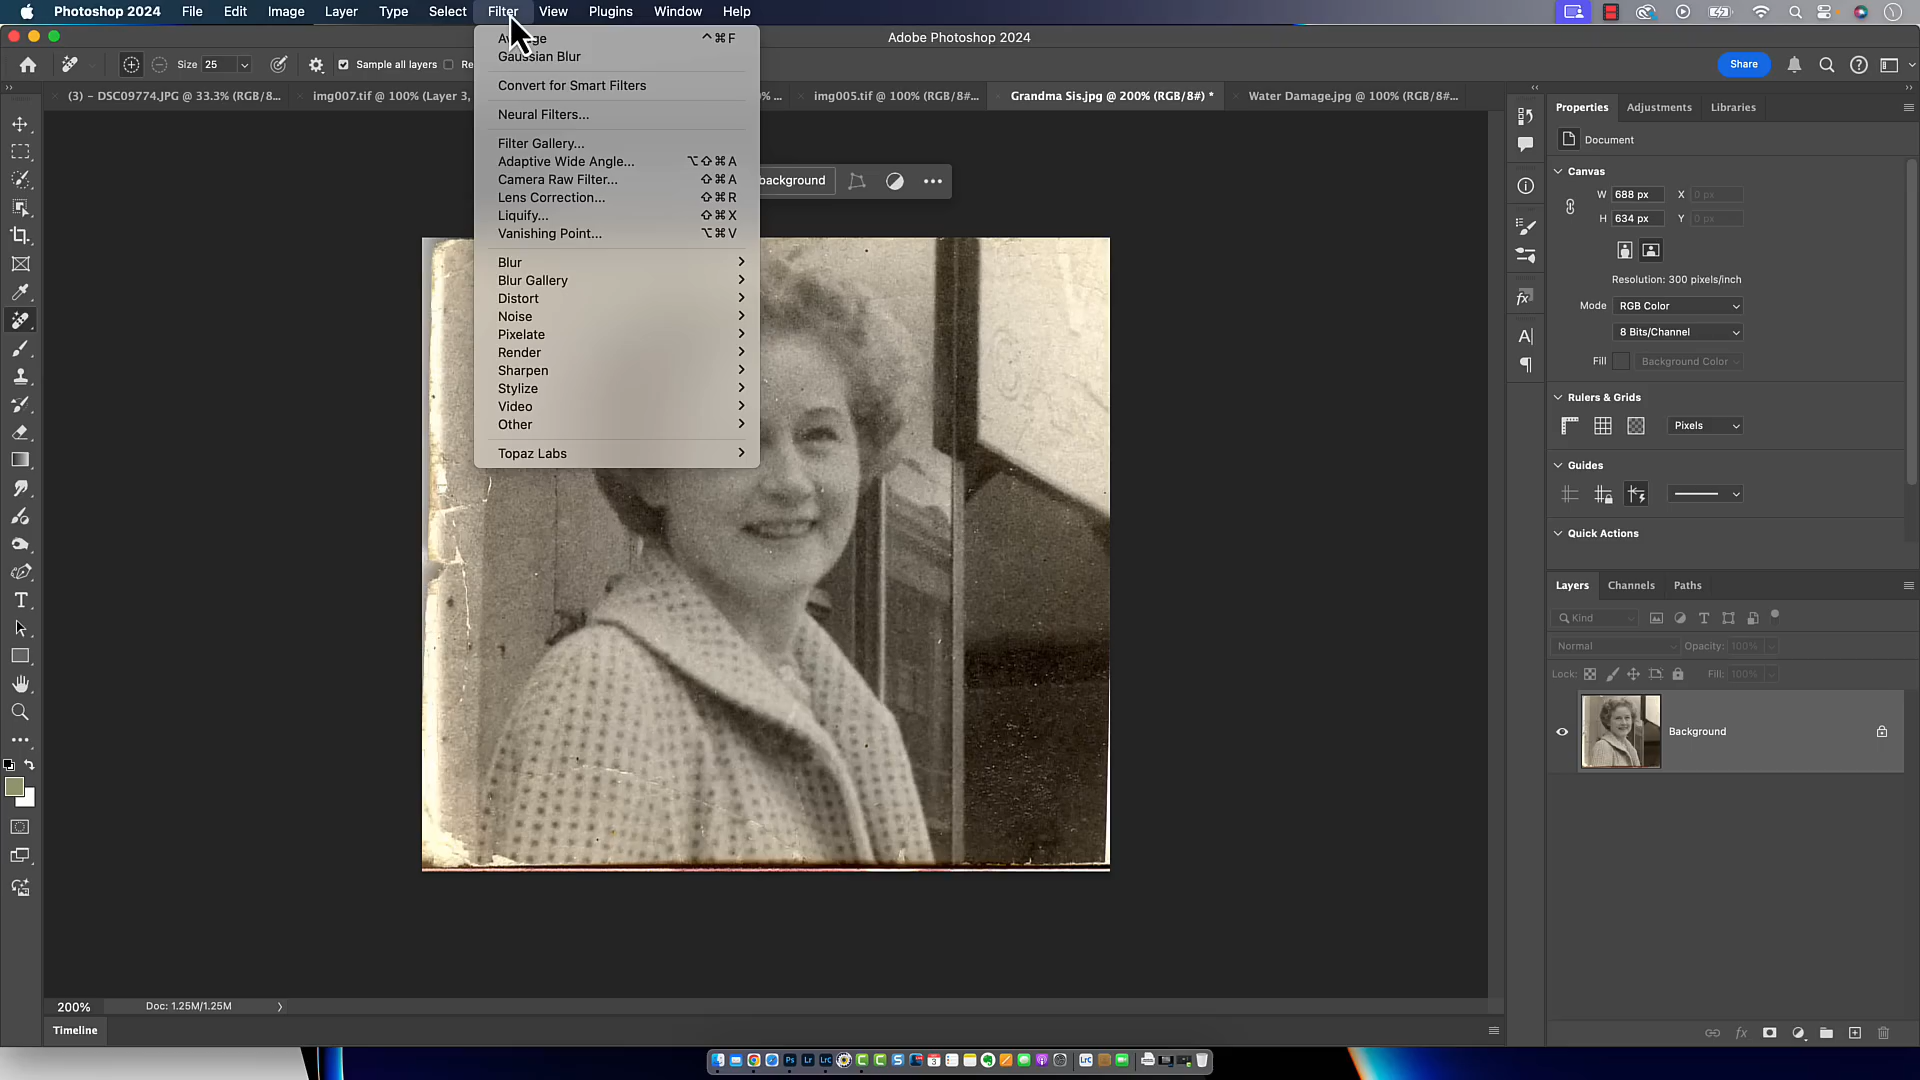 Photoshop 2024 File Edit Image Layer Type Select Filter View Plugins Window Help
Adobe Photoshop 2024
Size 25 Sample all layers Share
(3) - DSC09774.JPG @ 33.3% (RGB/8... img007.tif @ 100% (Layer 3, % ... img005.tif @ 100% (RGB/8#... Grandma Sis.jpg @ 200% (RGB/8#) * Water Damage.jpg @ 100% (RGB/8#...
⌃⌘F
Gaussian Blur
Convert for Smart Filters
Neural Filters...
Filter Gallery...
Adaptive Wide Angle... ⌥⇧⌘A
Camera Raw Filter... ⇧⌘A
Lens Correction... ⇧⌘R
Liquify... ⇧⌘X
Vanishing Point... ⌥⌘V
Blur
Blur Gallery
Distort
Noise
Pixelate
Render
Sharpen
Stylize
Video
Other
Topaz Labs
background
Properties Adjustments Libraries
Document
Canvas
W 688 px X 0 px
H 634 px Y 0 px
Resolution: 300 pixels/inch
Mode RGB Color
8 Bits/Channel
Fill Background Color
Rulers & Grids
Pixels
Guides
Quick Actions
Layers Channels Paths
Kind
Normal Opacity: 100%
Lock: Fill: 100%
Background
200% Doc: 1.25M/1.25M
Timeline